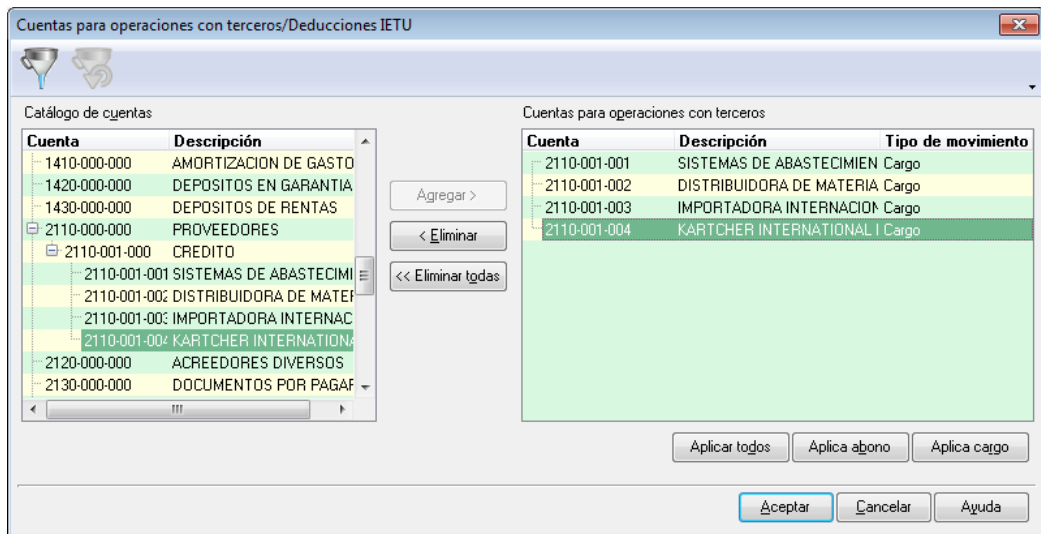 Cuentas para operaciones con terceros/Deducciones IETU
Catálogo de cuentas
Cuenta Descripción
1410-000-000 AMORTIZACION DE GASTO
1420-000-000 DEPOSITOS EN GARANTIA
1430-000-000 DEPOSITOS DE RENTAS
2110-000-000 PROVEEDORES
2110-001-000 CREDITO
2110-001-001 SISTEMAS DE ABASTECIMI
2110-001-002 DISTRIBUIDORA DE MATER
2110-001-003 IMPORTADORA INTERNAC
2110-001-004 KARTCHER INTERNATIONA
2120-000-000 ACREEDORES DIVERSOS
2130-000-000 DOCUMENTOS POR PAGAR
Agregar >
< Eliminar
<< Eliminar todas
Cuentas para operaciones con terceros
Cuenta Descripción Tipo de movimiento
2110-001-001 SISTEMAS DE ABASTECIMIEN Cargo
2110-001-002 DISTRIBUIDORA DE MATERIA Cargo
2110-001-003 IMPORTADORA INTERNACION Cargo
2110-001-004 KARTCHER INTERNATIONAL I Cargo
Aplicar todos Aplica abono Aplica cargo
Aceptar Cancelar Ayuda